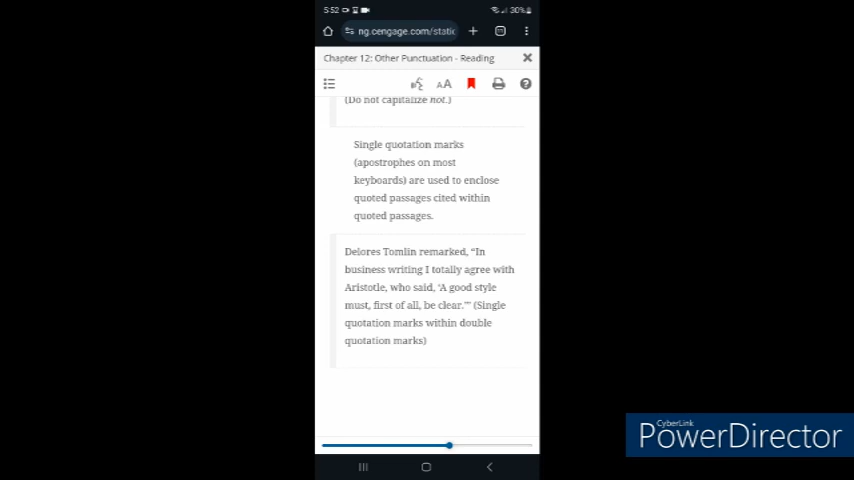 5:52
30%
ng.cengage.com/static
Chapter 12: Other Punctuation - Reading
AA
(Do not capitalize not.)
Single quotation marks
(apostrophes on most
keyboards) are used to enclose
quoted passages cited within
quoted passages.
Delores Tomlin remarked, “In
business writing I totally agree with
Aristotle, who said, ‘A good style
must, first of all, be clear.’” (Single
quotation marks within double
quotation marks)
CyberLink
PowerDirector